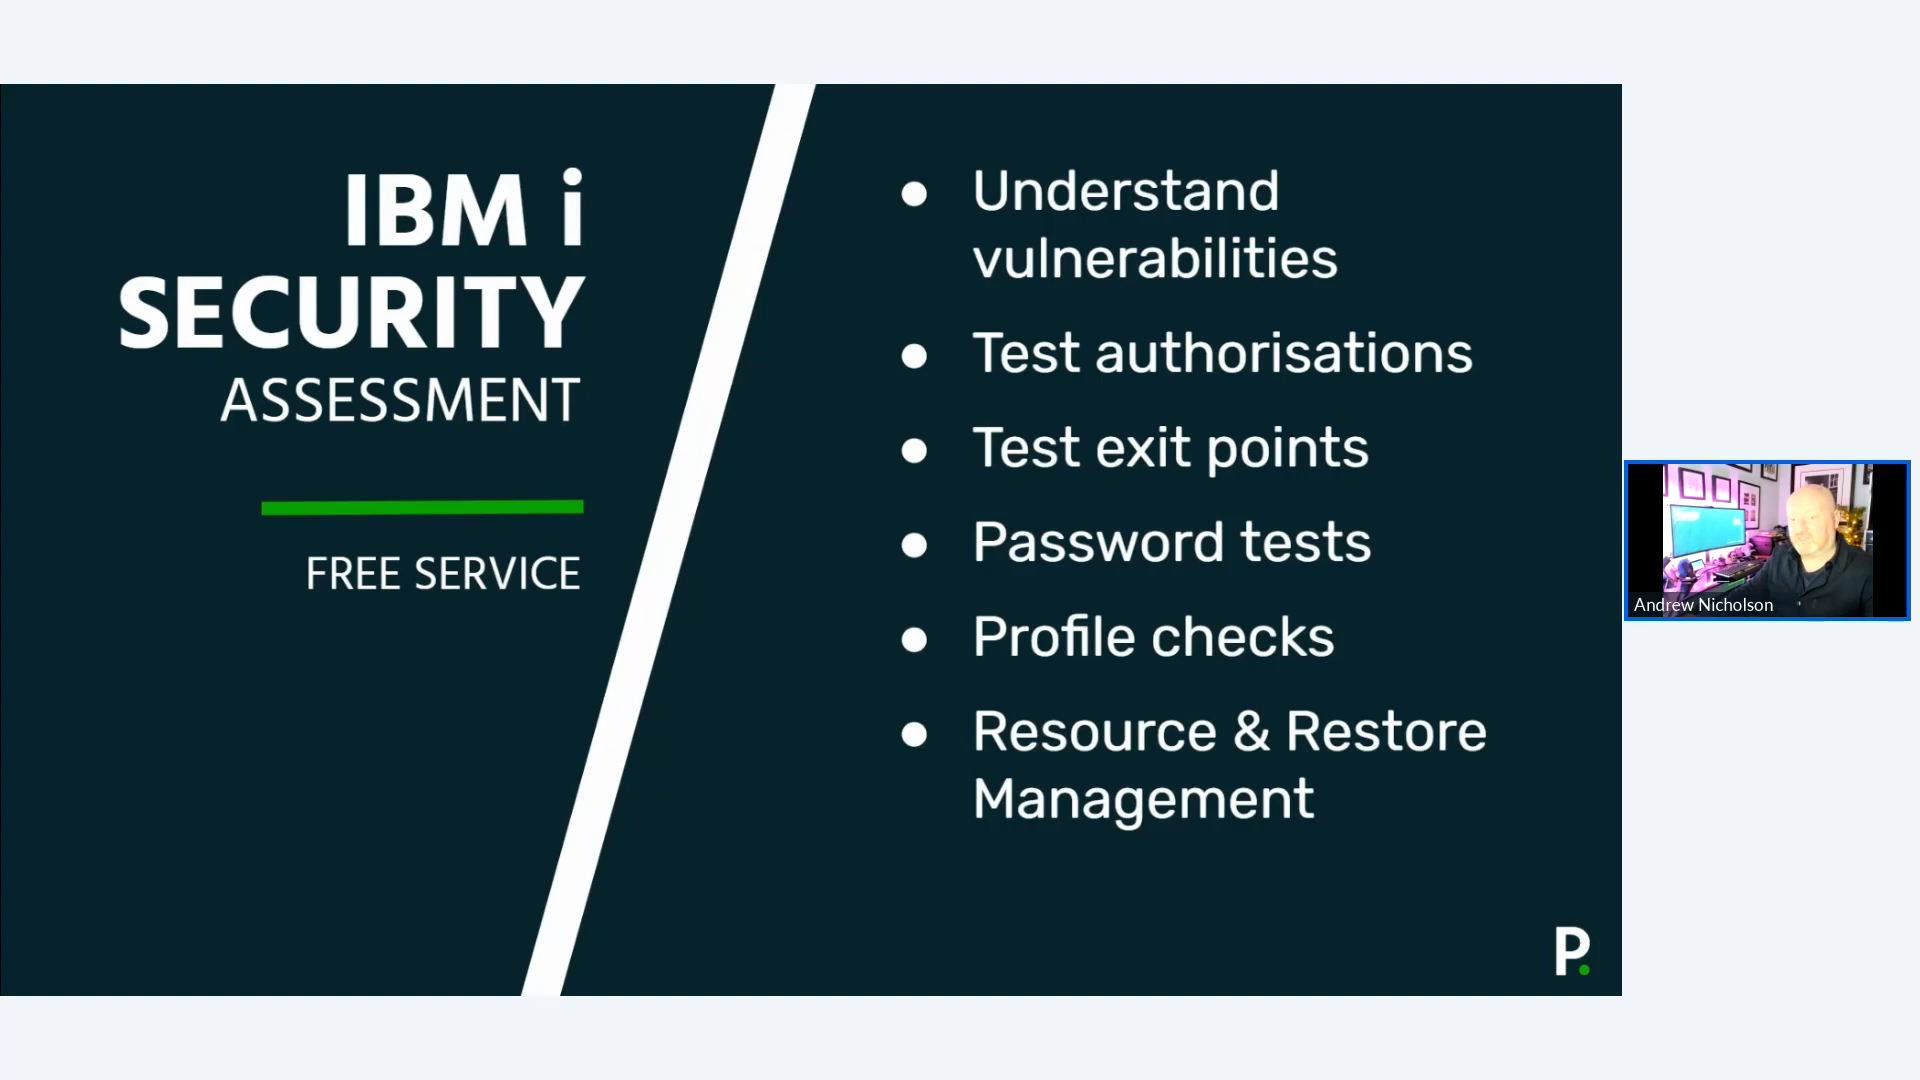 IBM i
SECURITY
ASSESSMENT
FREE SERVICE
● Understand
vulnerabilities
● Test authorisations
● Test exit points
● Password tests
● Profile checks
● Resource & Restore
Management
P.
Andrew Nicholson